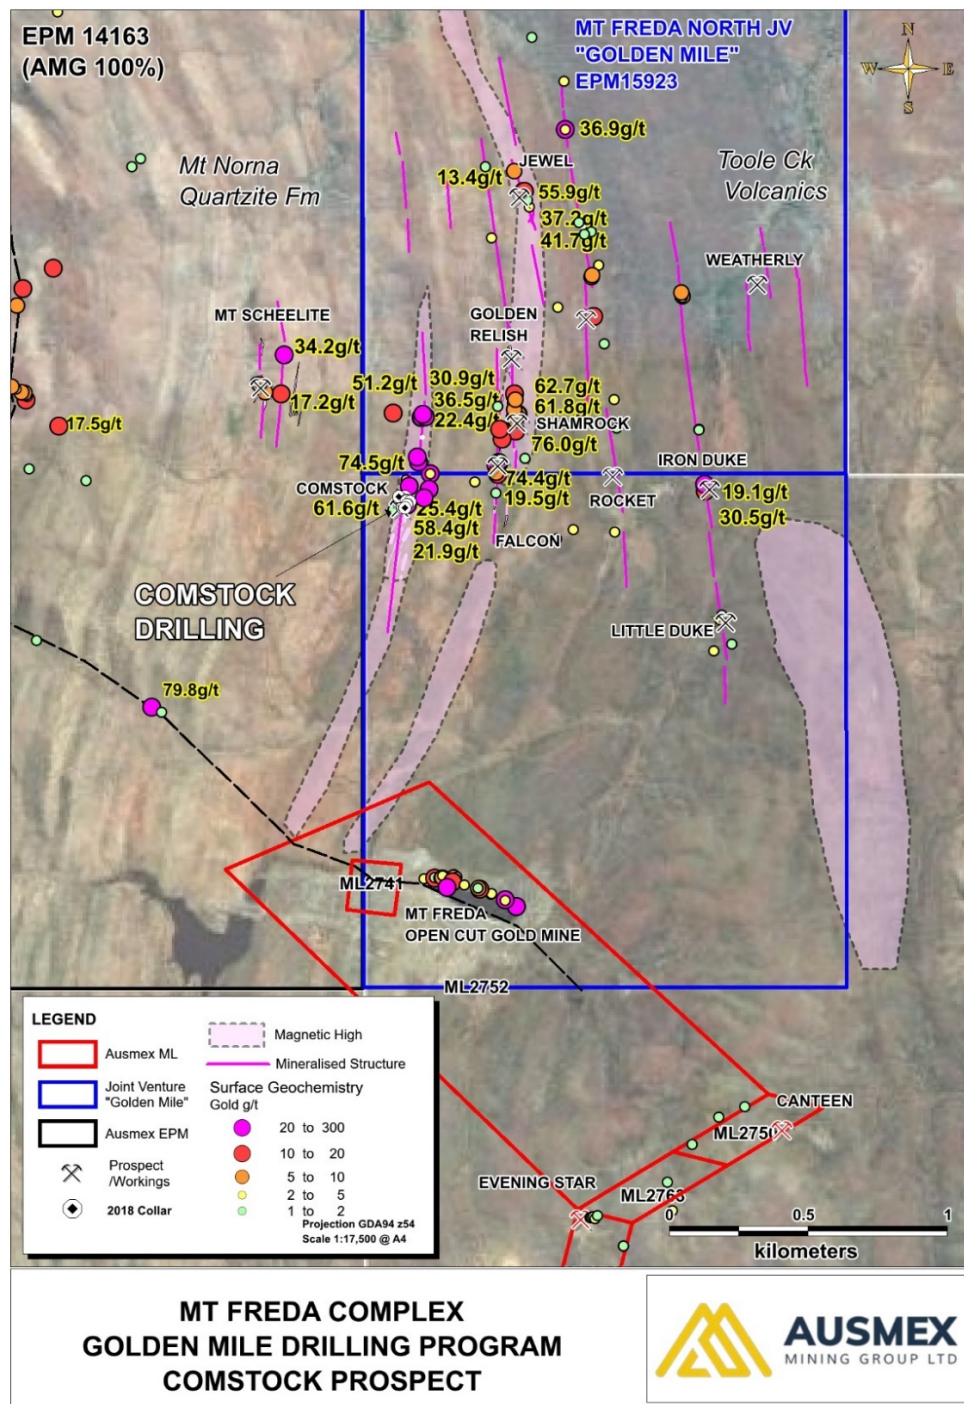 EPM 14163
(AMG 100%)
MT FREDA NORTH JV
"GOLDEN MILE"
EPM15923
N
W
E
S
36.9g/t
Mt Norna
Quartzite Fm
Toole Ck
Volcanics
JEWEL
13.4g/t
55.9g/t
37.2g/t
41.7g/t
WEATHERLY
MT SCHEELITE
GOLDEN
RELISH
34.2g/t
51.2g/t
30.9g/t
62.7g/t
17.2g/t
36.5g/t
61.8g/t
17.5g/t
22.4g/t
SHAMROCK
76.0g/t
74.5g/t
IRON DUKE
COMSTOCK
74.4g/t
19.1g/t
61.6g/t
25.4g/t
19.5g/t
ROCKET
30.5g/t
58.4g/t
21.9g/t
FALCON
COMSTOCK
DRILLING
LITTLE DUKE
79.8g/t
ML2741
MT FREDA
OPEN CUT GOLD MINE
ML2752
CANTEEN
ML2750
EVENING STAR
ML2763
LEGEND
Ausmex ML
Joint Venture
"Golden Mile"
Ausmex EPM
Prospect
/Workings
2018 Collar
Magnetic High
Mineralised Structure
Surface Geochemistry
Gold g/t
20 to 300
10 to 20
5 to 10
2 to 5
1 to 2
Projection GDA94 z54
Scale 1:17,500 @ A4
0 0.5 1
kilometers
MT FREDA COMPLEX
GOLDEN MILE DRILLING PROGRAM
COMSTOCK PROSPECT
AUSMEX
MINING GROUP LTD